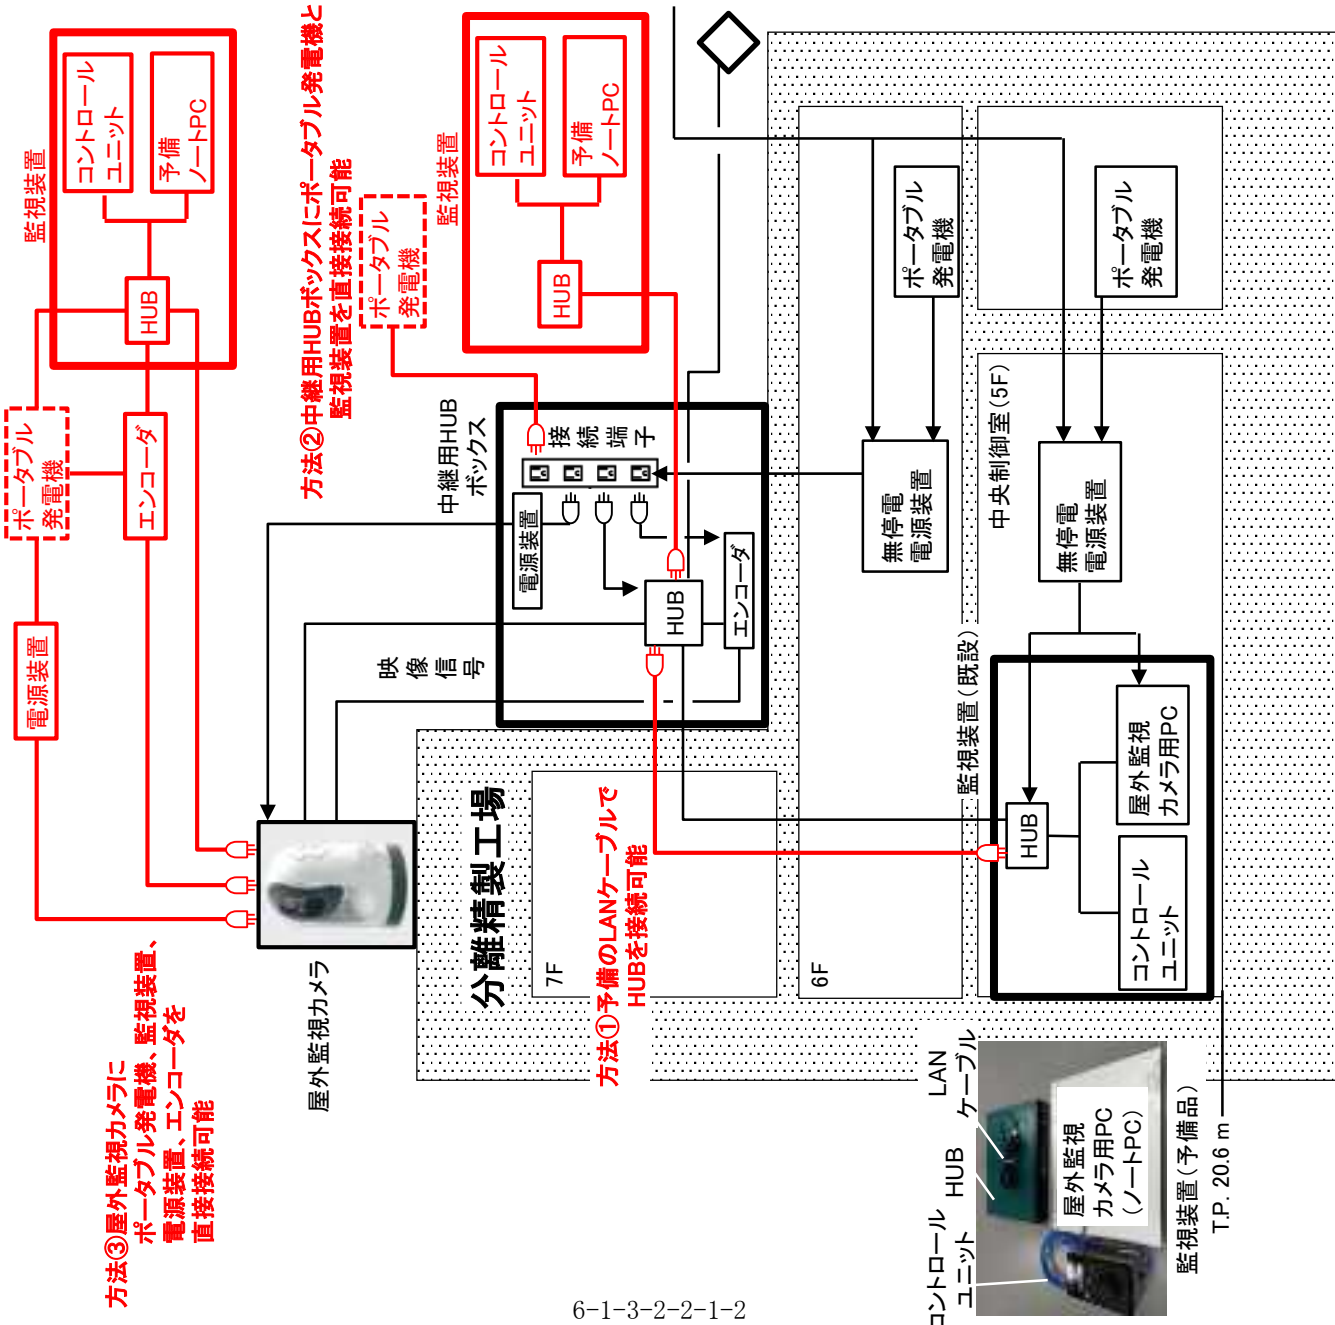 方法③屋外監視カメラに
ポータブル発電機、監視装置、
電源装置、エンコーダを
直接接続可能
電源装置
ポータブル
発電機
エンコーダ
監視装置
HUB
コントロール
ユニット
予備
ノートPC
屋外監視カメラ
方法②中継用HUBボックスにポータブル発電機と
監視装置を直接接続可能
ポータブル
発電機
監視装置
HUB
コントロール
ユニット
予備
ノートPC
中継用HUB
ボックス
電源装置
接続端子
HUB
エンコーダ
映像
信号
分離精製工場
7F
方法①予備のLANケーブルで
HUBを接続可能
6F
無停電
電源装置
ポータブル
発電機
中央制御室(5F)
無停電
電源装置
ポータブル
発電機
監視装置(既設)
HUB
屋外監視
カメラ用PC
コントロール
ユニット
コントロール
ユニット
HUB
LAN
ケーブル
屋外監視
カメラ用PC
(ノートPC)
監視装置(予備品)
T.P. 20.6 m
6-1-3-2-2-1-2